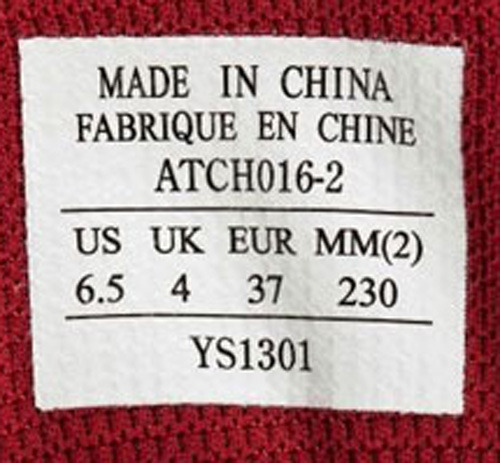 MADE IN CHINA
FABRIQUE EN CHINE
ATCH016-2
US UK EUR MM(2)
6.5 4 37 230
YS1301